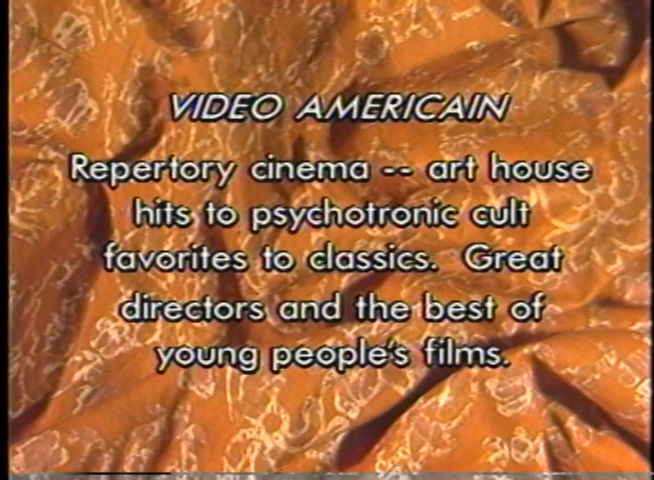 VIDEO AMERICAIN
Repertory cinema -- art house
hits to psychotronic cult
favorites to classics.  Great
directors and the best of
young people's films.